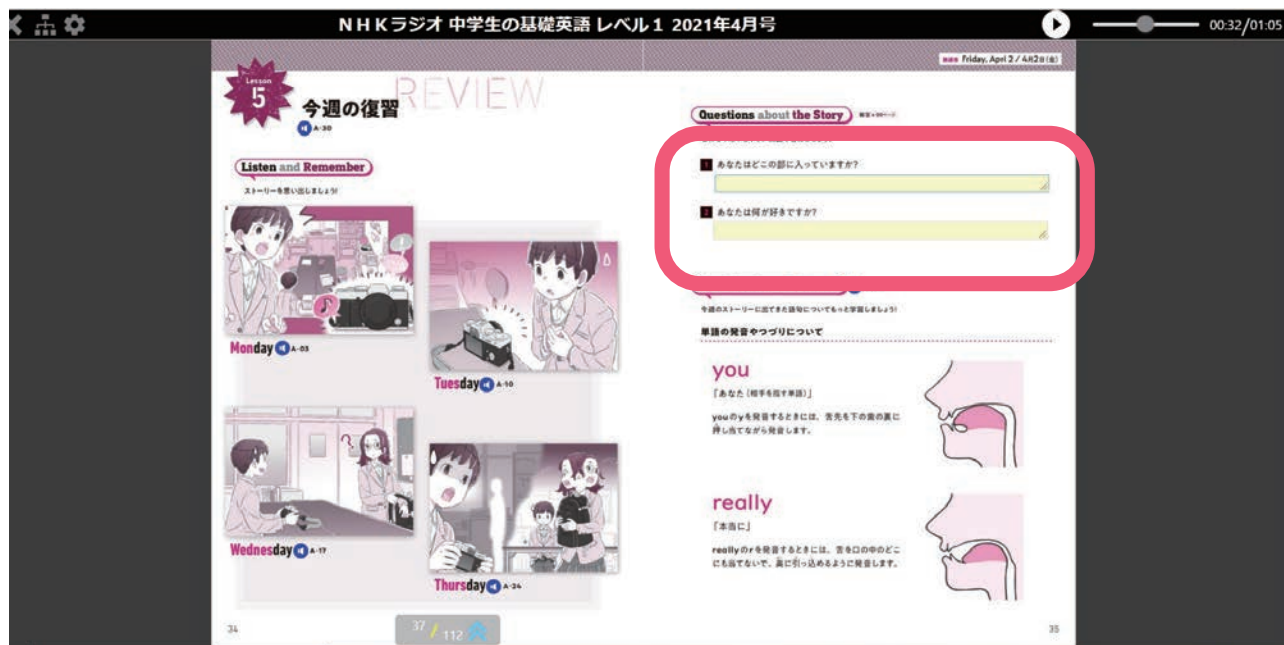 NHKラジオ 中学生の基礎英語 レベル1 2021年4月号
00:32/01:05
Lesson
5
今週の復習
REVIEW
A-30
Listen and Remember
ストーリーを思い出しましょう!
Monday A-03
Tuesday A-10
Wednesday A-17
Thursday A-24
34
37 / 112
Friday, April 2 / 4月2日(金)
Questions about the Story
1 あなたはどこの部に入っていますか?
2 あなたは何が好きですか?
今週のストーリーに出てきた語句についてもっと学習しましょう!
単語の発音やつづりについて
you
「あなた(相手を指す単語)」
youのyを発音するときには、舌先を下の歯の裏に
押し当てながら発音します。
really
「本当に」
reallyのrを発音するときには、舌を口の中のどこ
にも当てないで、奥に引っ込めるように発音します。
35